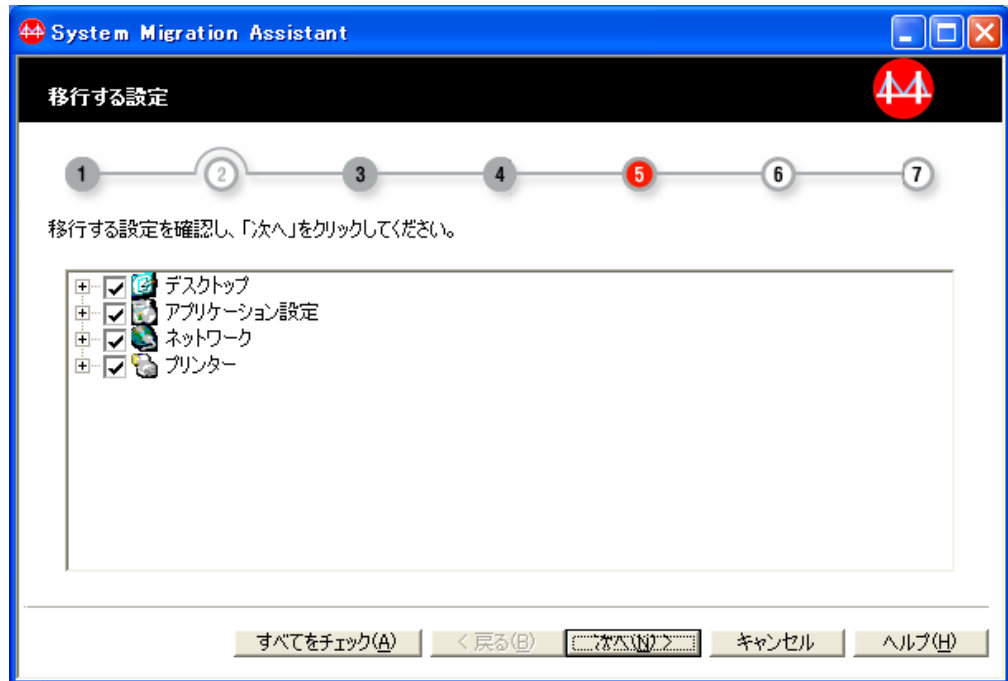 System Migration Assistant
移行する設定
1 2 3 4 5 6 7
移行する設定を確認し、「次へ」をクリックしてください。
デスクトップ
アプリケーション設定
ネットワーク
プリンター
すべてをチェック(A) < 戻る(B) 次へ(N) > キャンセル ヘルプ(H)